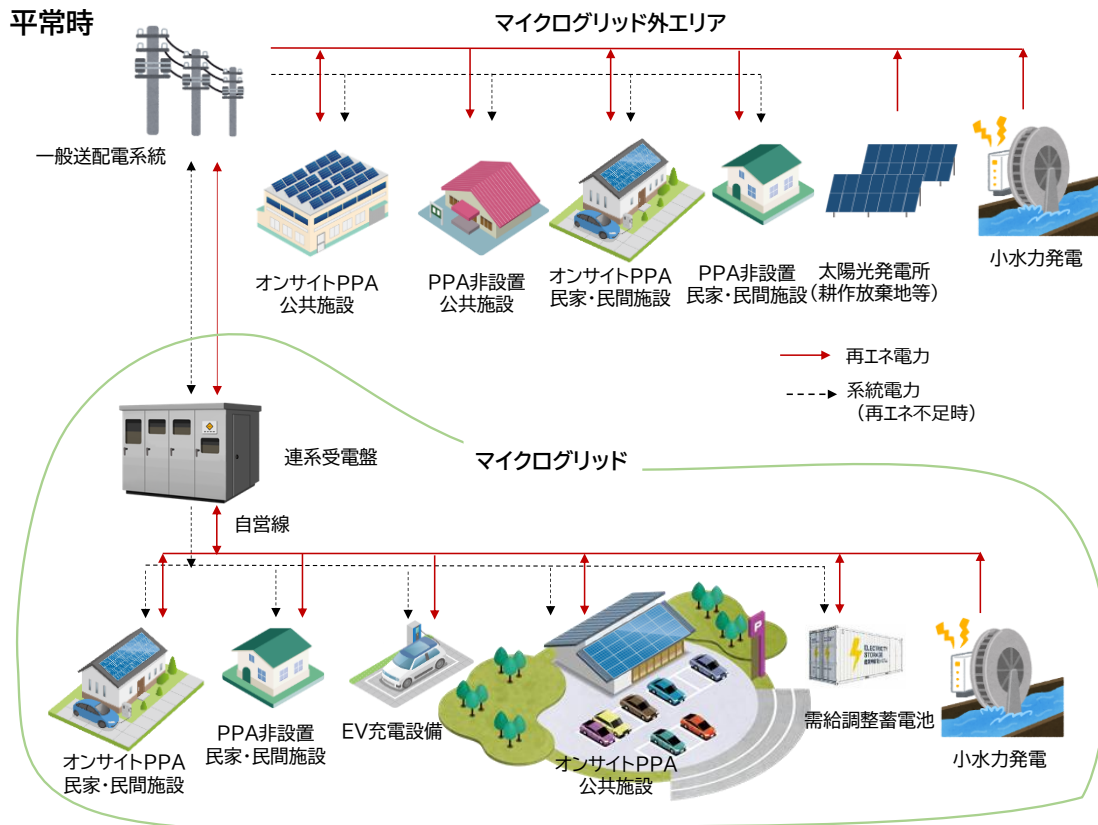 平常時
マイクログリッド外エリア
一般送配電系統
オンサイトPPA
公共施設
PPA非設置
公共施設
オンサイトPPA
民家・民間施設
PPA非設置
民家・民間施設
太陽光発電所
(耕作放棄地等)
小水力発電
再エネ電力
系統電力
(再エネ不足時)
連系受電盤
マイクログリッド
自営線
オンサイトPPA
民家・民間施設
PPA非設置
民家・民間施設
EV充電設備
P
オンサイトPPA
公共施設
ELECTRICITY
STORAGE
需給調整蓄電池
小水力発電